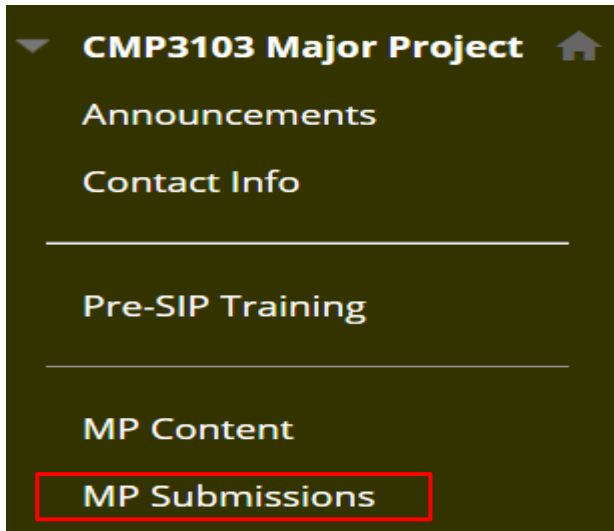 CMP3103 Major Project
Announcements
Contact Info
Pre-SIP Training
MP Content
MP Submissions